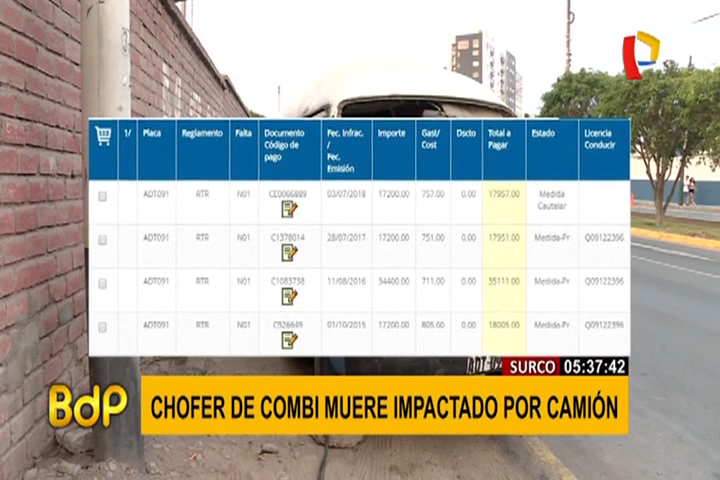 1/ Placa Reglamento Falta Documento Código de pago Fec. Infrac. / Fec. Emisión Importe Gast/ Cost Dscto Total a Pagar Estado Licencia Conducir
ADT091 RTR N01 CE0066889 03/07/2018 17200.00 757.00 0.00 17957.00 Medida Cautelar
ADT091 RTR N01 C1378014 28/07/2017 17200.00 751.00 0.00 17951.00 Medida-Pr Q09122396
ADT091 RTR N01 C1083738 11/08/2016 34400.00 711.00 0.00 35111.00 Medida-Pr Q09122396
ADT091 RTR N01 C926649 01/10/2015 17200.00 805.00 0.00 18005.00 Medida-Pr Q09122396
SURCO 05:37:42
BdP
CHOFER DE COMBI MUERE IMPACTADO POR CAMIÓN